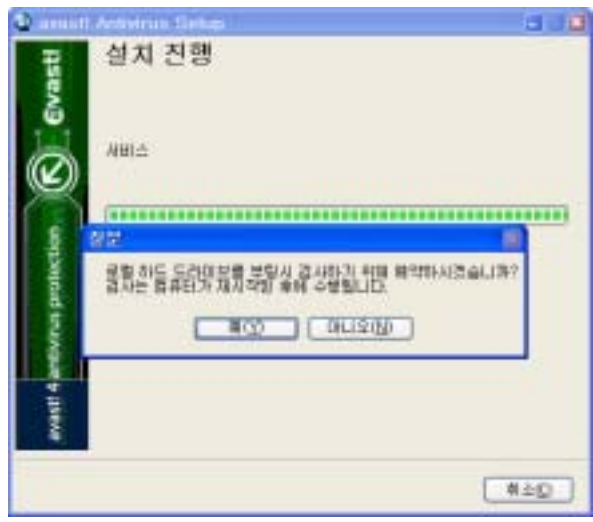 avast! Antivirus Setup
설치 진행
avast!
서비스
정보
로컬 하드 드라이브를 부팅시 검사하기 위해 예약하시겠습니까?
검사는 컴퓨터가 재시작된 후에 수행됩니다.
예(Y)
아니오(N)
avast! 4 antivirus protection
취소(C)